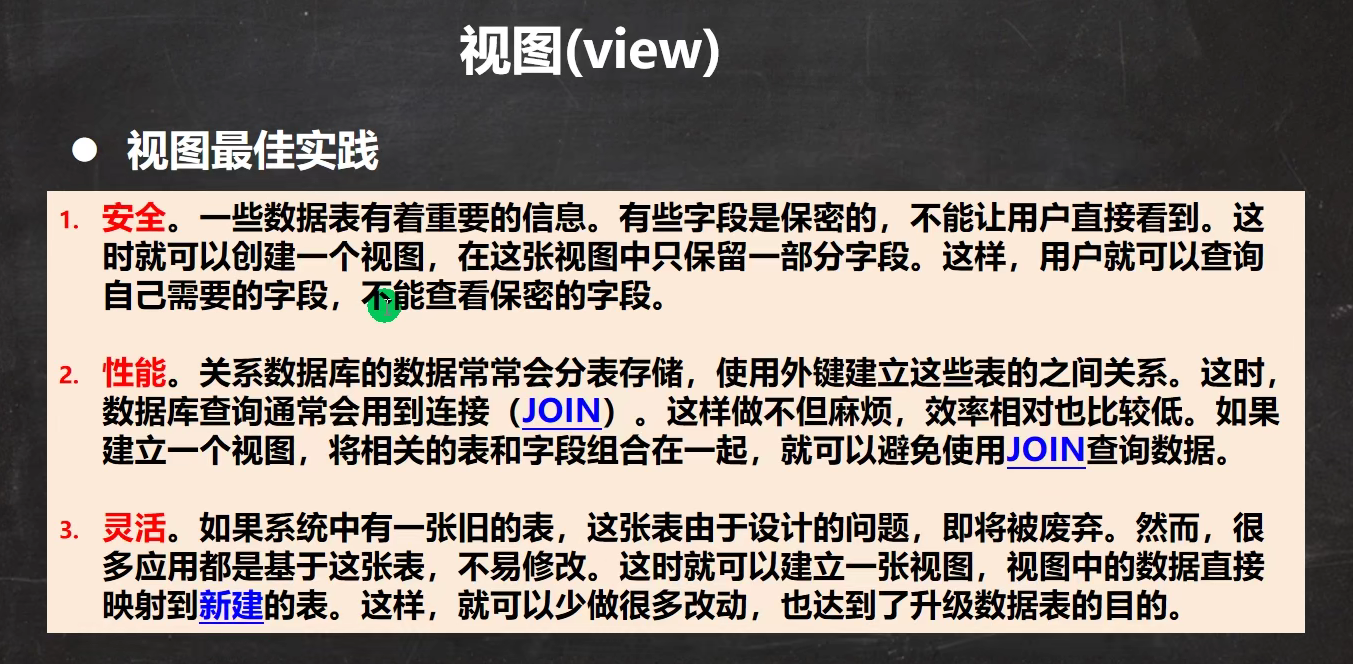 视图(view)
● 视图最佳实践
1. 安全。一些数据表有着重要的信息。有些字段是保密的，不能让用户直接看到。这
时就可以创建一个视图，在这张视图中只保留一部分字段。这样，用户就可以查询
自己需要的字段，不能查看保密的字段。
2. 性能。关系数据库的数据常常会分表存储，使用外键建立这些表的之间关系。这时，
数据库查询通常会用到连接（JOIN）。这样做不但麻烦，效率相对也比较低。如果
建立一个视图，将相关的表和字段组合在一起，就可以避免使用JOIN查询数据。
3. 灵活。如果系统中有一张旧的表，这张表由于设计的问题，即将被废弃。然而，很
多应用都是基于这张表，不易修改。这时就可以建立一张视图，视图中的数据直接
映射到新建的表。这样，就可以少做很多改动，也达到了升级数据表的目的。